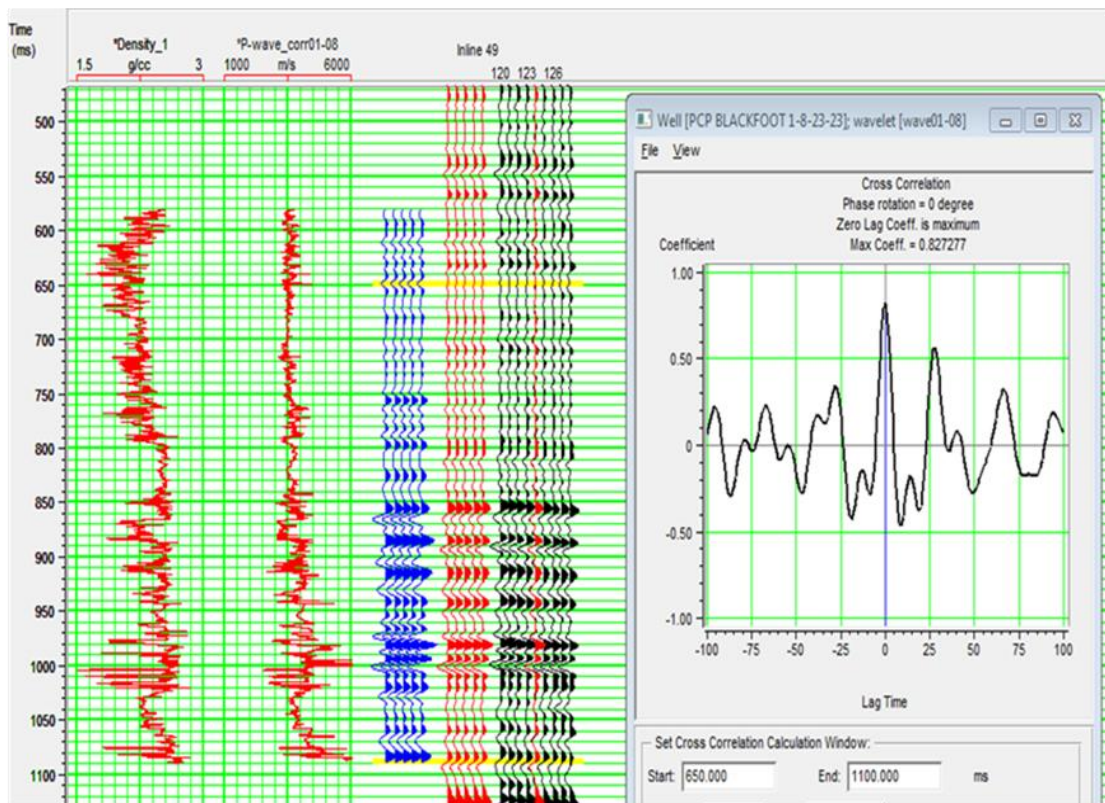 Time
(ms)
*Density_1
1.5 g/cc 3
*P-wave_corr01-08
1000 m/s 6000
Inline 49
120 123 126
500
550
600
650
700
750
800
850
900
950
1000
1050
1100
Well [PCP BLACKFOOT 1-8-23-23]; wavelet [wave01-08]
File View
Cross Correlation
Phase rotation = 0 degree
Zero Lag Coeff. is maximum
Max Coeff. = 0.827277
Coefficient
1.00
0.50
0
-0.50
-1.00
-100 -75 -50 -25 0 25 50 75 100
Lag Time
Set Cross Correlation Calculation Window:
Start: 650.000 End: 1100.000 ms